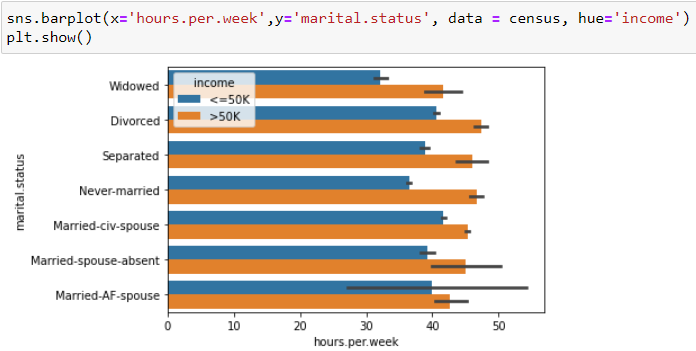 sns.barplot(x='hours.per.week',y='marital.status', data = census, hue='income')
plt.show()
income
<=50K
>50K
Widowed
Divorced
Separated
Never-married
Married-civ-spouse
Married-spouse-absent
Married-AF-spouse
marital.status
0 10 20 30 40 50
hours.per.week